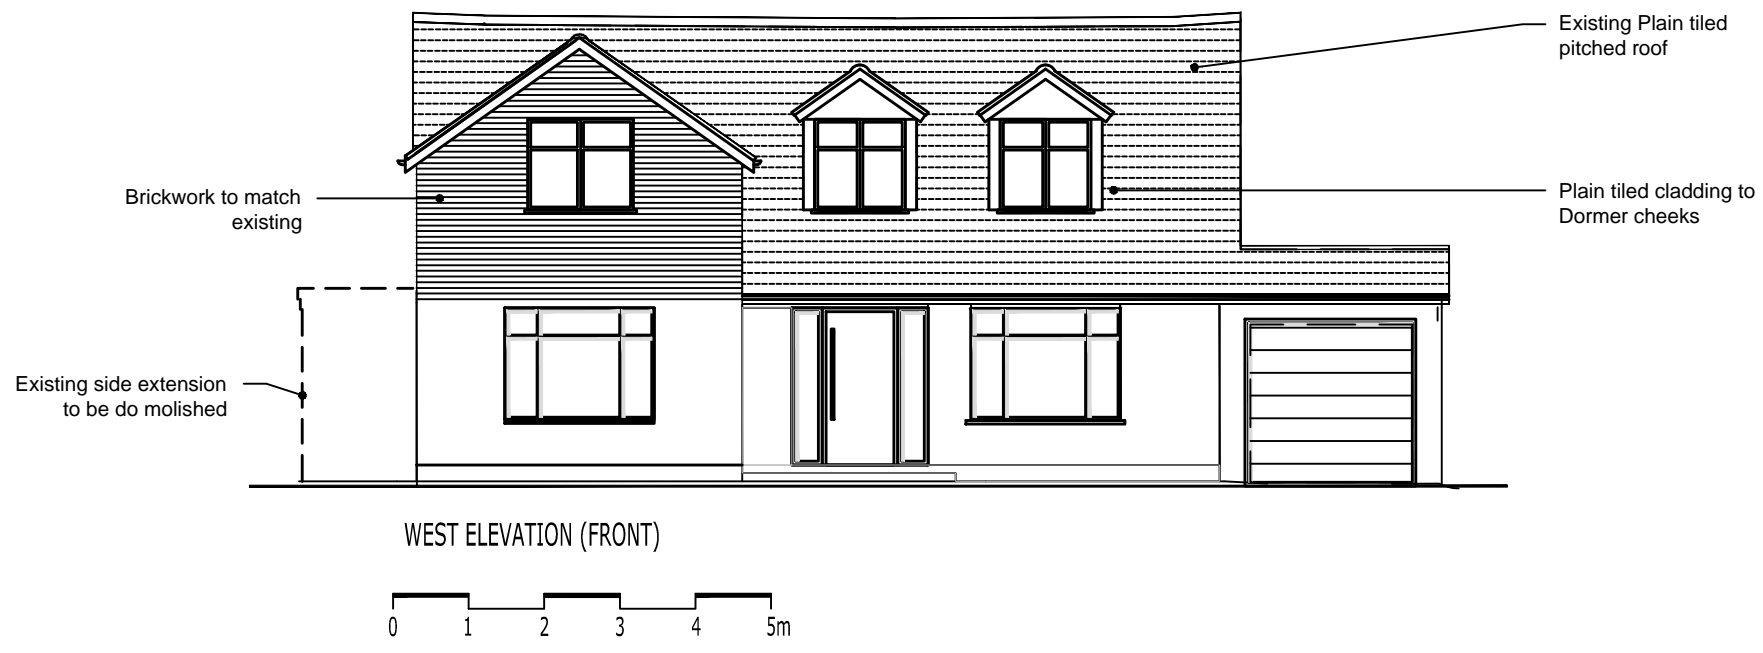 Existing Plain tiled
pitched roof
Brickwork to match
existing
Plain tiled cladding to
Dormer cheeks
Existing side extension
to be do molished
WEST ELEVATION (FRONT)
0 1 2 3 4 5m